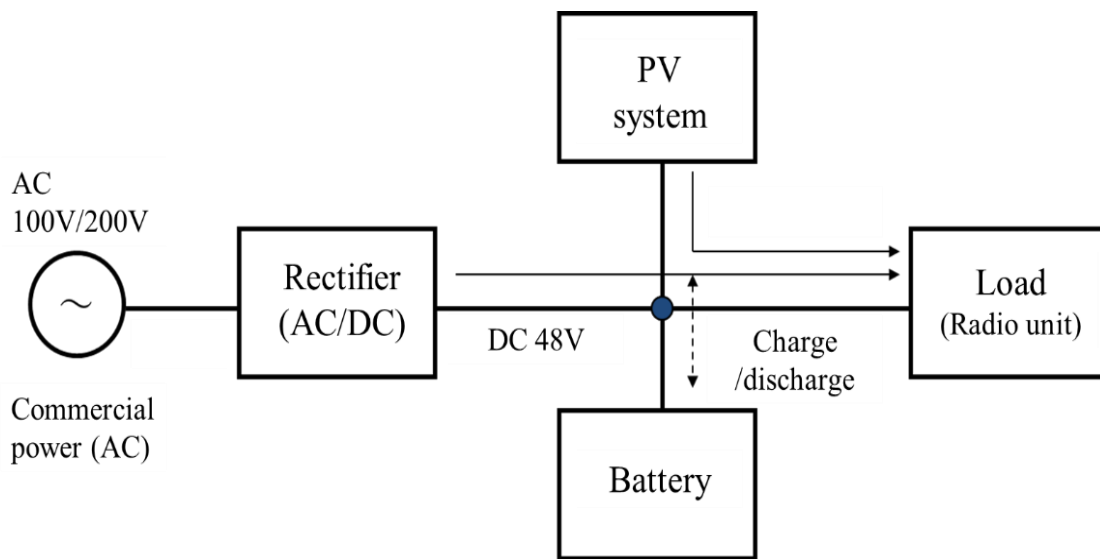 PV
system
AC
100V/200V
~
Rectifier
(AC/DC)
Load
(Radio unit)
DC 48V
Charge
/discharge
Commercial
power (AC)
Battery